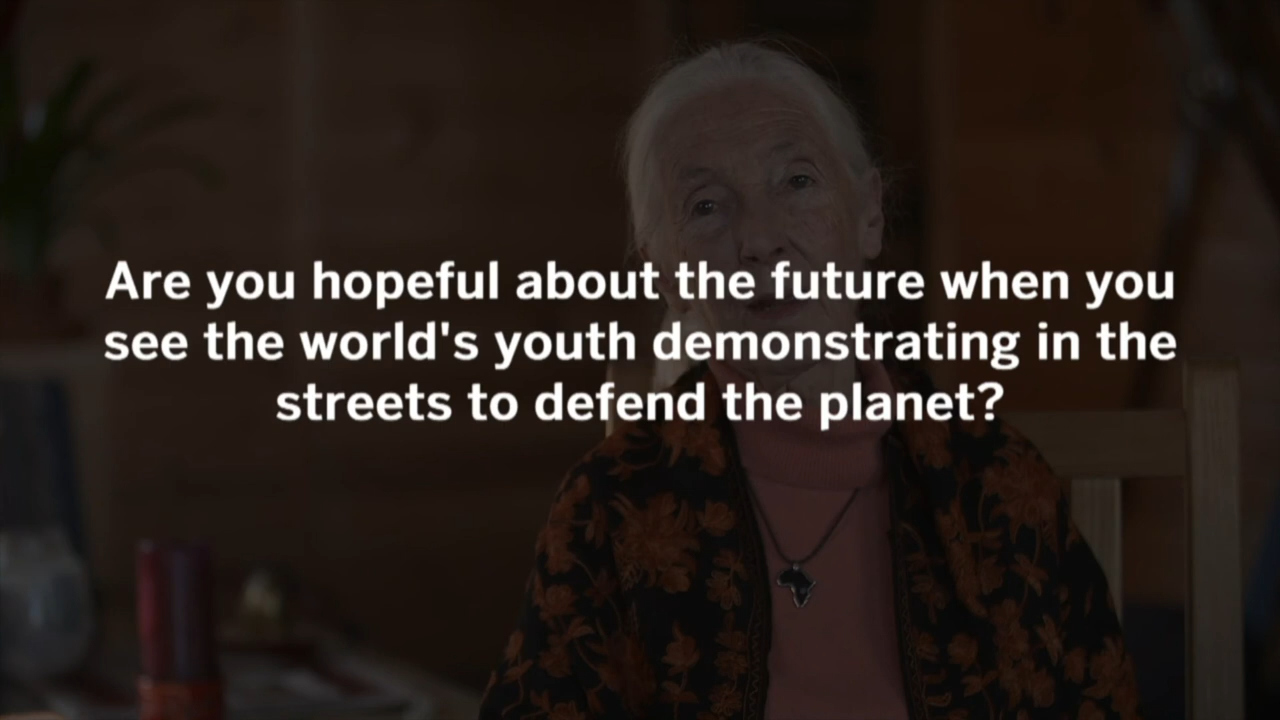 Are you hopeful about the future when you
see the world's youth demonstrating in the
streets to defend the planet?